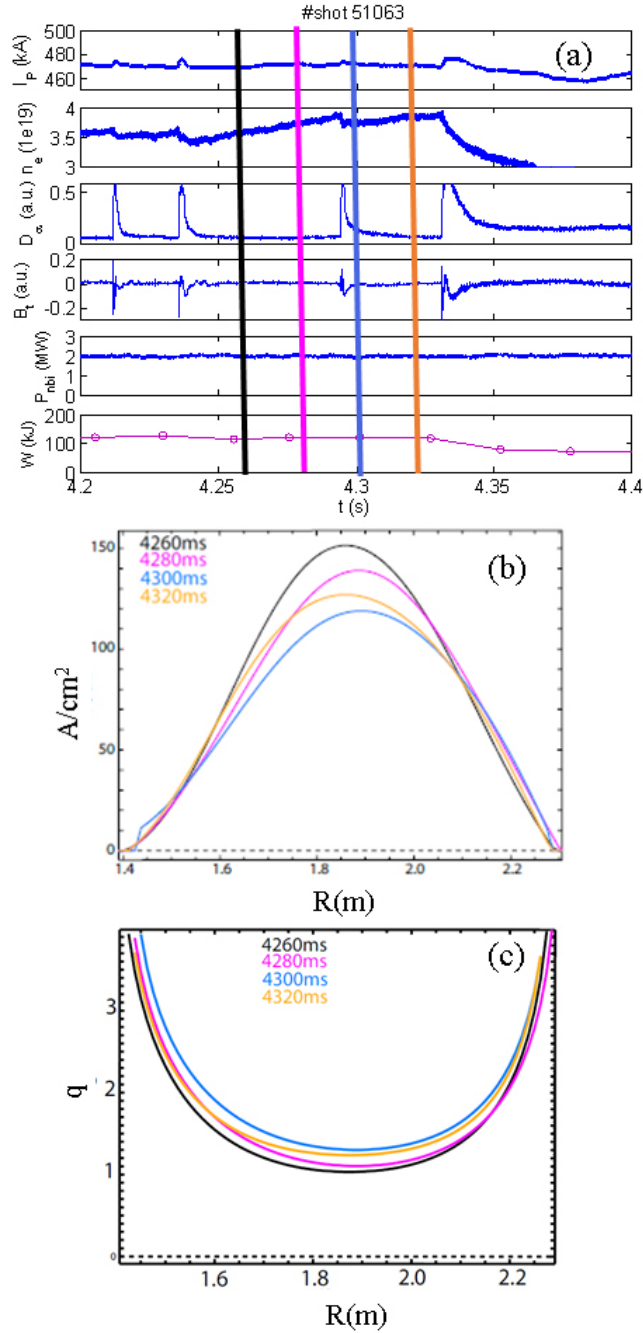 #shot 51063
(a)
500
480
460
I_P (kA)
4
3.5
3
n_e (1e19)
0.5
0
D_α (a.u.)
0.2
0
-0.2
B_t (a.u.)
3
2
1
0
P_nbi (MW)
200
100
0
W (kJ)
4.2 4.25 4.3 4.35 4.4
t (s)
4260ms
4280ms
4300ms
4320ms
(b)
150
100
50
0
A/cm²
1.4 1.6 1.8 2.0 2.2
R(m)
4260ms
4280ms
4300ms
4320ms
(c)
3
2
1
0
q
1.6 1.8 2.0 2.2
R(m)